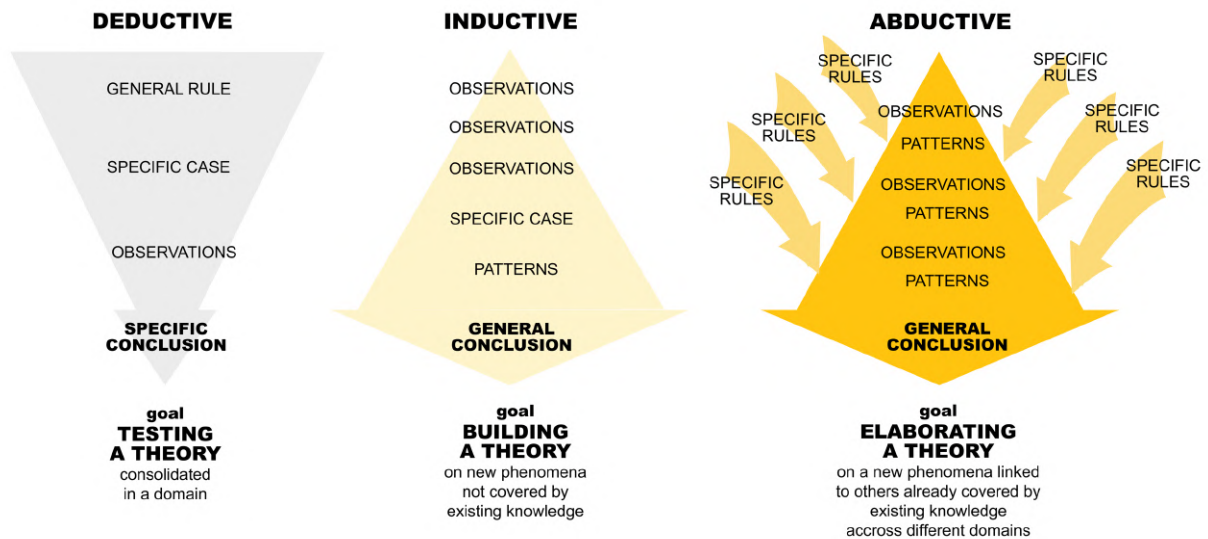 DEDUCTIVE
GENERAL RULE
SPECIFIC CASE
OBSERVATIONS
SPECIFIC
CONCLUSION
goal
TESTING
A THEORY
consolidated
in a domain
INDUCTIVE
OBSERVATIONS
OBSERVATIONS
OBSERVATIONS
SPECIFIC CASE
PATTERNS
GENERAL
CONCLUSION
goal
BUILDING
A THEORY
on new phenomena
not covered by
existing knowledge
ABDUCTIVE
SPECIFIC
RULES
SPECIFIC
RULES
SPECIFIC
RULES
OBSERVATIONS
PATTERNS
OBSERVATIONS
PATTERNS
OBSERVATIONS
PATTERNS
SPECIFIC
RULES
SPECIFIC
RULES
SPECIFIC
RULES
GENERAL
CONCLUSION
goal
ELABORATING
A THEORY
on a new phenomena linked
to others already covered by
existing knowledge
accross different domains